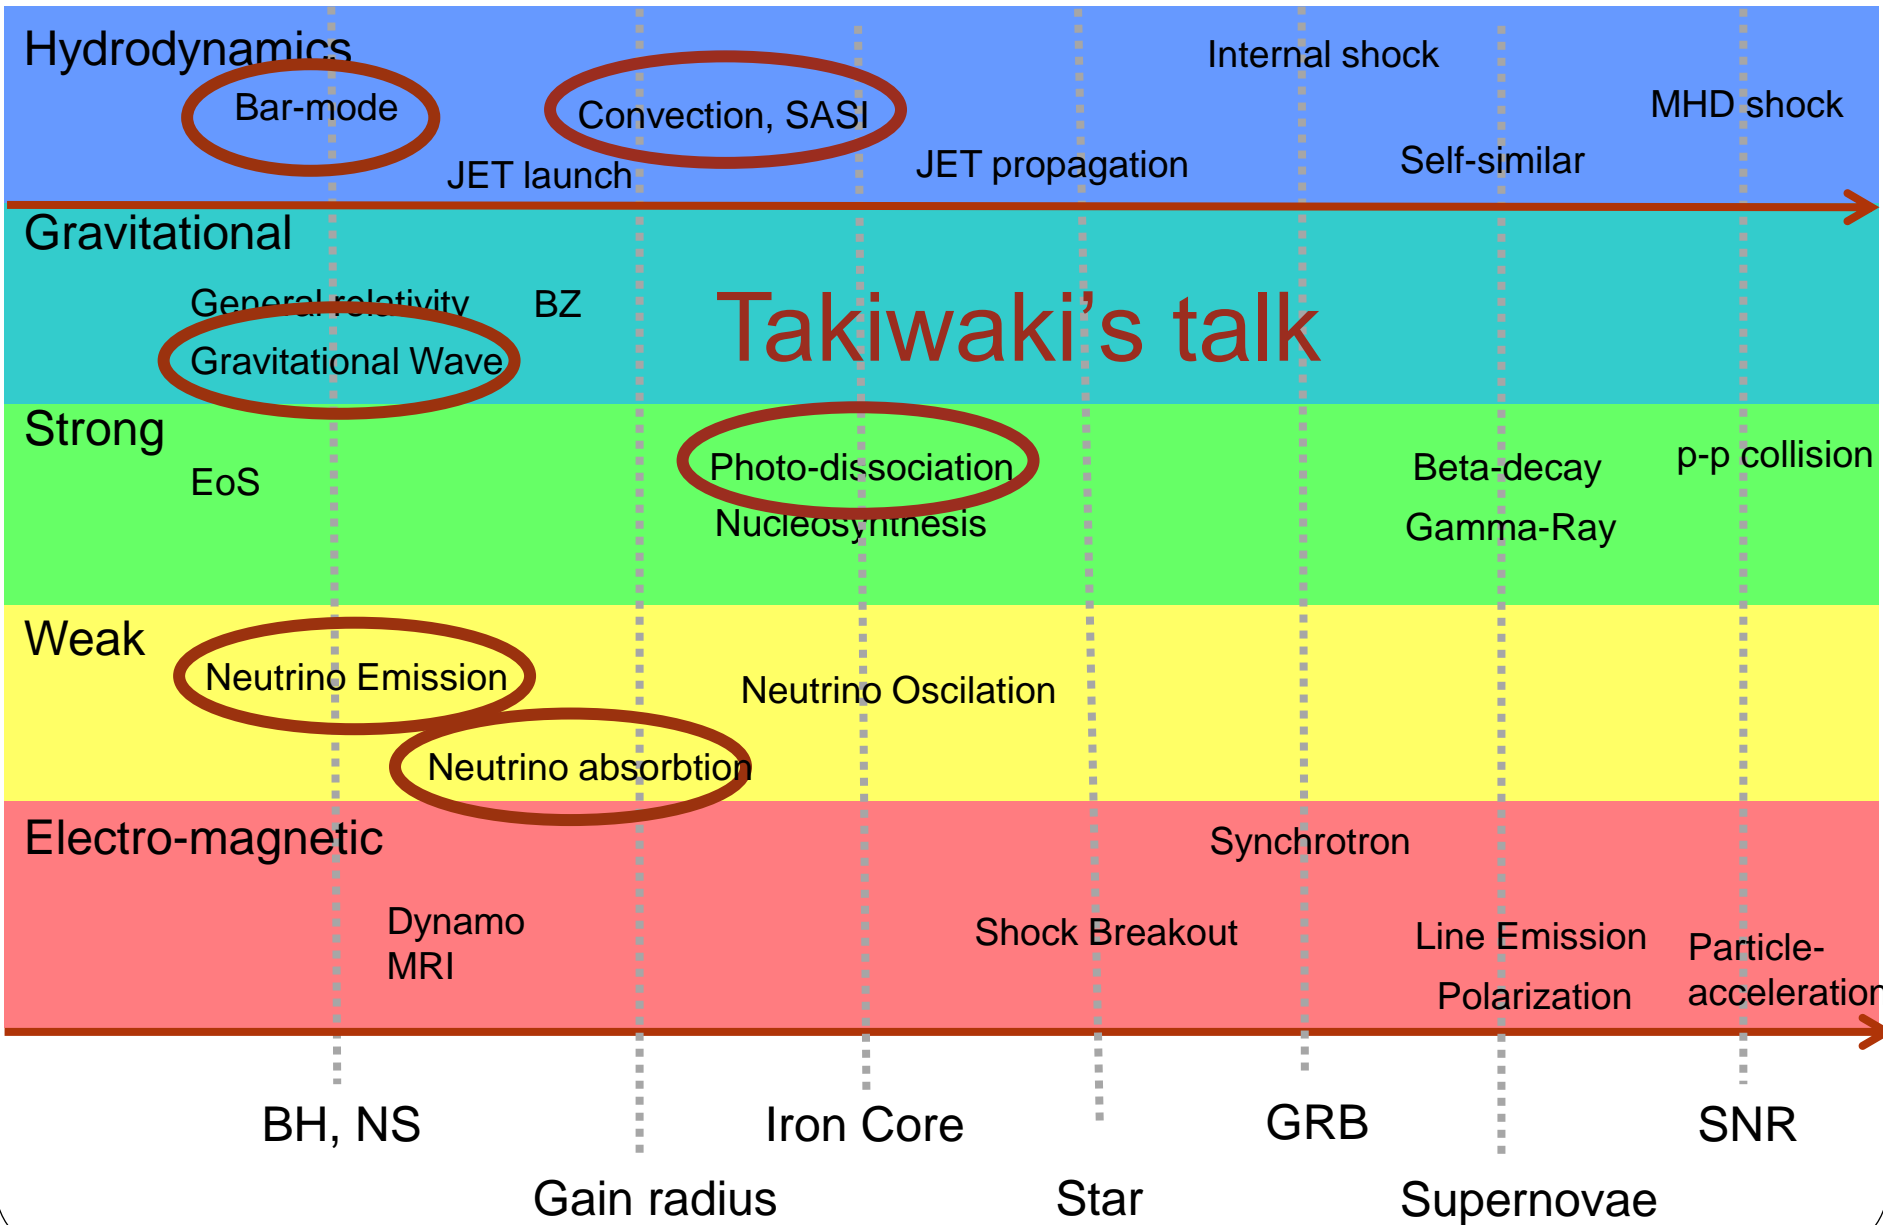 Hydrodynamics
Internal shock
Bar-mode
Convection, SASI
MHD shock
JET launch
JET propagation
Self-similar
Gravitational
General relativity
BZ
Takiwaki’s talk
Gravitational Wave
Strong
EoS
Photo-dissociation
Beta-decay
p-p collision
Nucleosynthesis
Gamma-Ray
Weak
Neutrino Emission
Neutrino Oscilation
Neutrino absorbtion
Electro-magnetic
Synchrotron
Dynamo
MRI
Shock Breakout
Line Emission
Polarization
Particle-
acceleration
BH, NS
Iron Core
GRB
SNR
Gain radius
Star
Supernovae